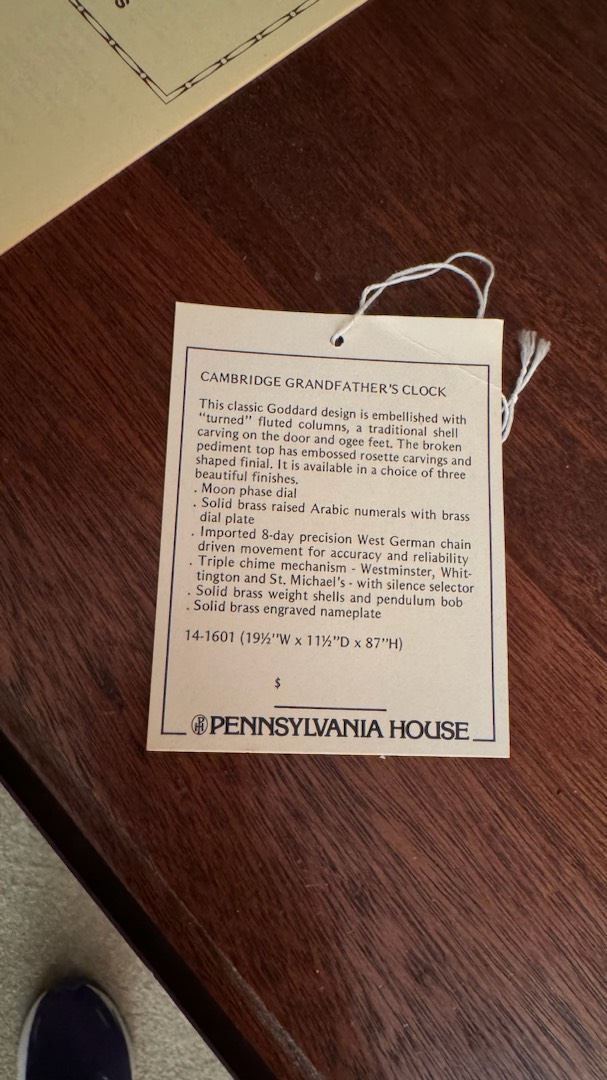 S
CAMBRIDGE GRANDFATHER'S CLOCK
This classic Goddard design is embellished with
"turned" fluted columns, a traditional shell
carving on the door and ogee feet. The broken
pediment top has embossed rosette carvings and
shaped finial. It is available in a choice of three
beautiful finishes.
. Moon phase dial
. Solid brass raised Arabic numerals with brass
dial plate
. Imported 8-day precision West German chain
driven movement for accuracy and reliability
. Triple chime mechanism - Westminster, Whit-
tington and St. Michael's - with silence selector
. Solid brass weight shells and pendulum bob
. Solid brass engraved nameplate
14-1601 (19½"W x 11½"D x 87"H)
$
PENNSYLVANIA HOUSE